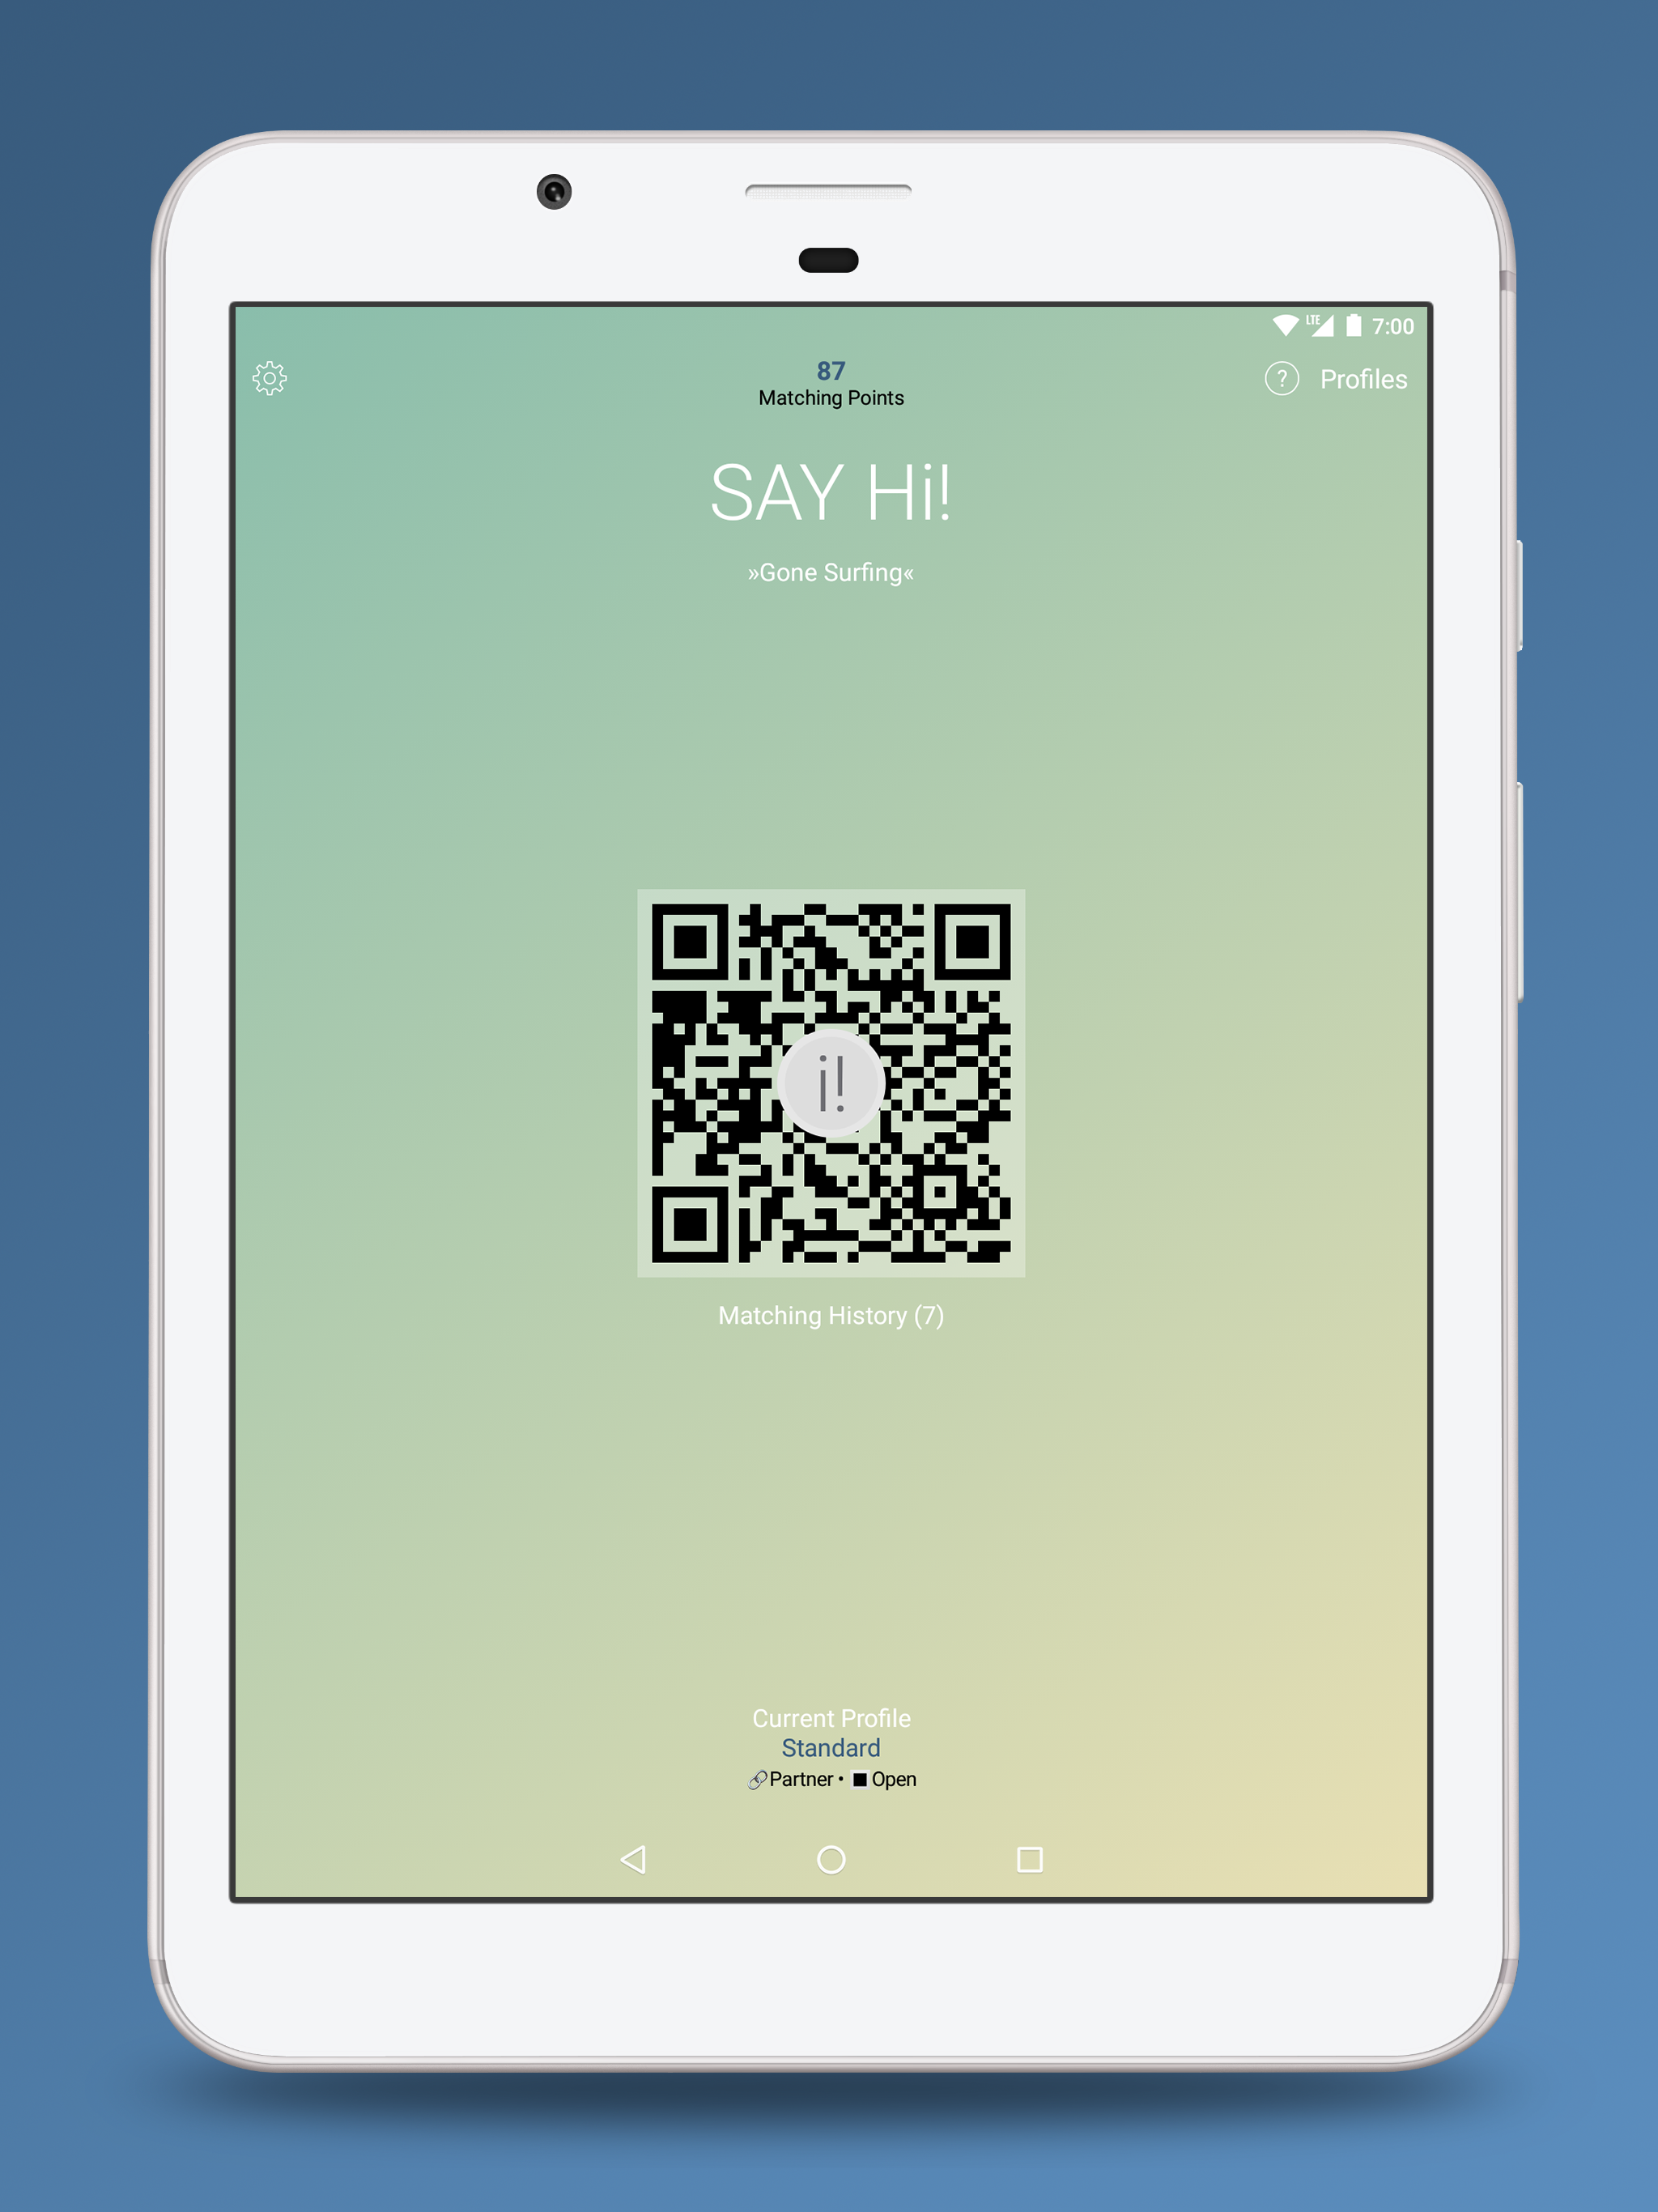 LTE 7:00
87
Matching Points
? Profiles
SAY Hi!
»Gone Surfing«
i!
Matching History (7)
Current Profile
Standard
Partner • Open